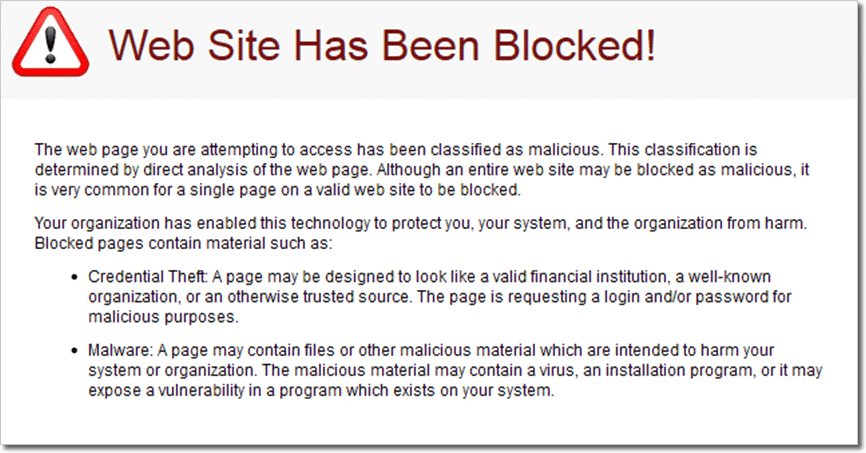 Web Site Has Been Blocked!
The web page you are attempting to access has been classified as malicious. This classification is
determined by direct analysis of the web page. Although an entire web site may be blocked as malicious, it
is very common for a single page on a valid web site to be blocked.
Your organization has enabled this technology to protect you, your system, and the organization from harm.
Blocked pages contain material such as:
• Credential Theft: A page may be designed to look like a valid financial institution, a well-known
organization, or an otherwise trusted source. The page is requesting a login and/or password for
malicious purposes.
• Malware: A page may contain files or other malicious material which are intended to harm your
system or organization. The malicious material may contain a virus, an installation program, or it may
expose a vulnerability in a program which exists on your system.